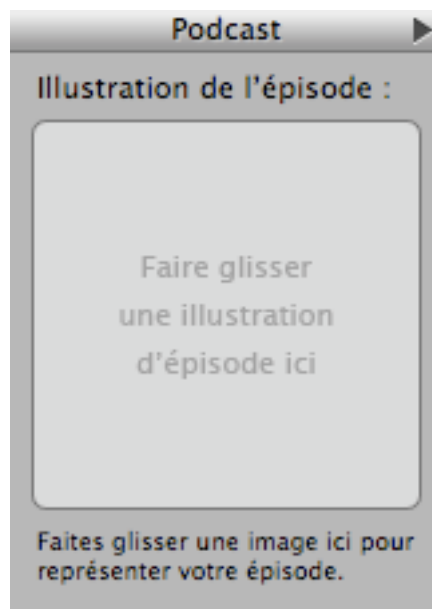 Podcast
Illustration de l’épisode :
Faire glisser
une illustration
d’épisode ici
Faites glisser une image ici pour
représenter votre épisode.